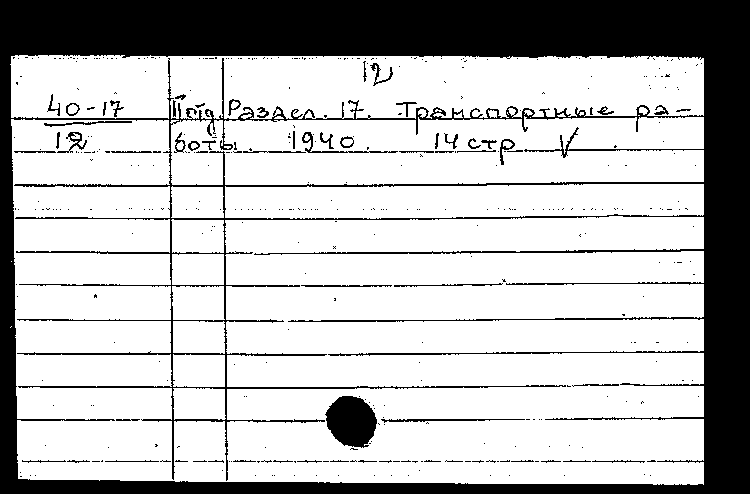 12
40-17 Раздел. 17. Транспортные ра-
12 боты. 1940. 14 стр V